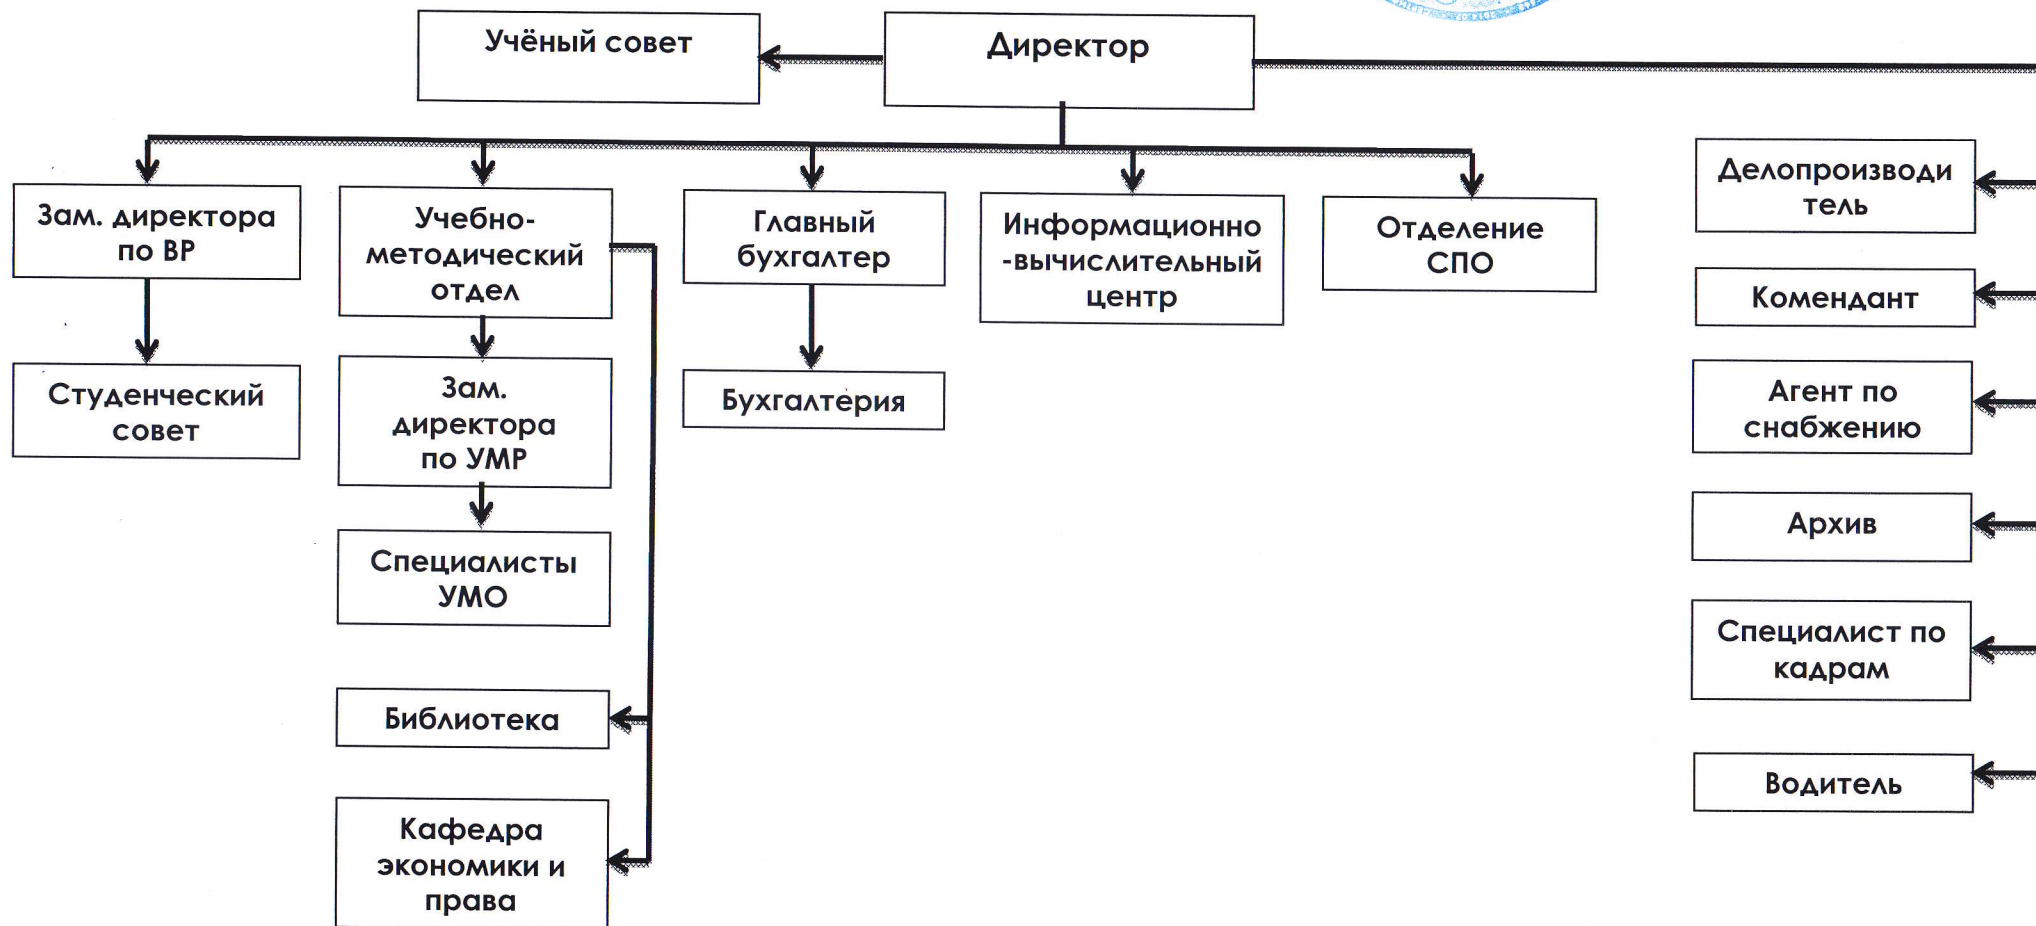 Учёный совет
Директор
Зам. директора
по ВР
Учебно-
методический
отдел
Главный
бухгалтер
Информационно
-вычислительный
центр
Отделение
СПО
Делопроизводи
тель
Комендант
Студенческий
совет
Зам.
директора
по УМР
Бухгалтерия
Агент по
снабжению
Специалисты
УМО
Архив
Специалист по
кадрам
Библиотека
Водитель
Кафедра
экономики и
права